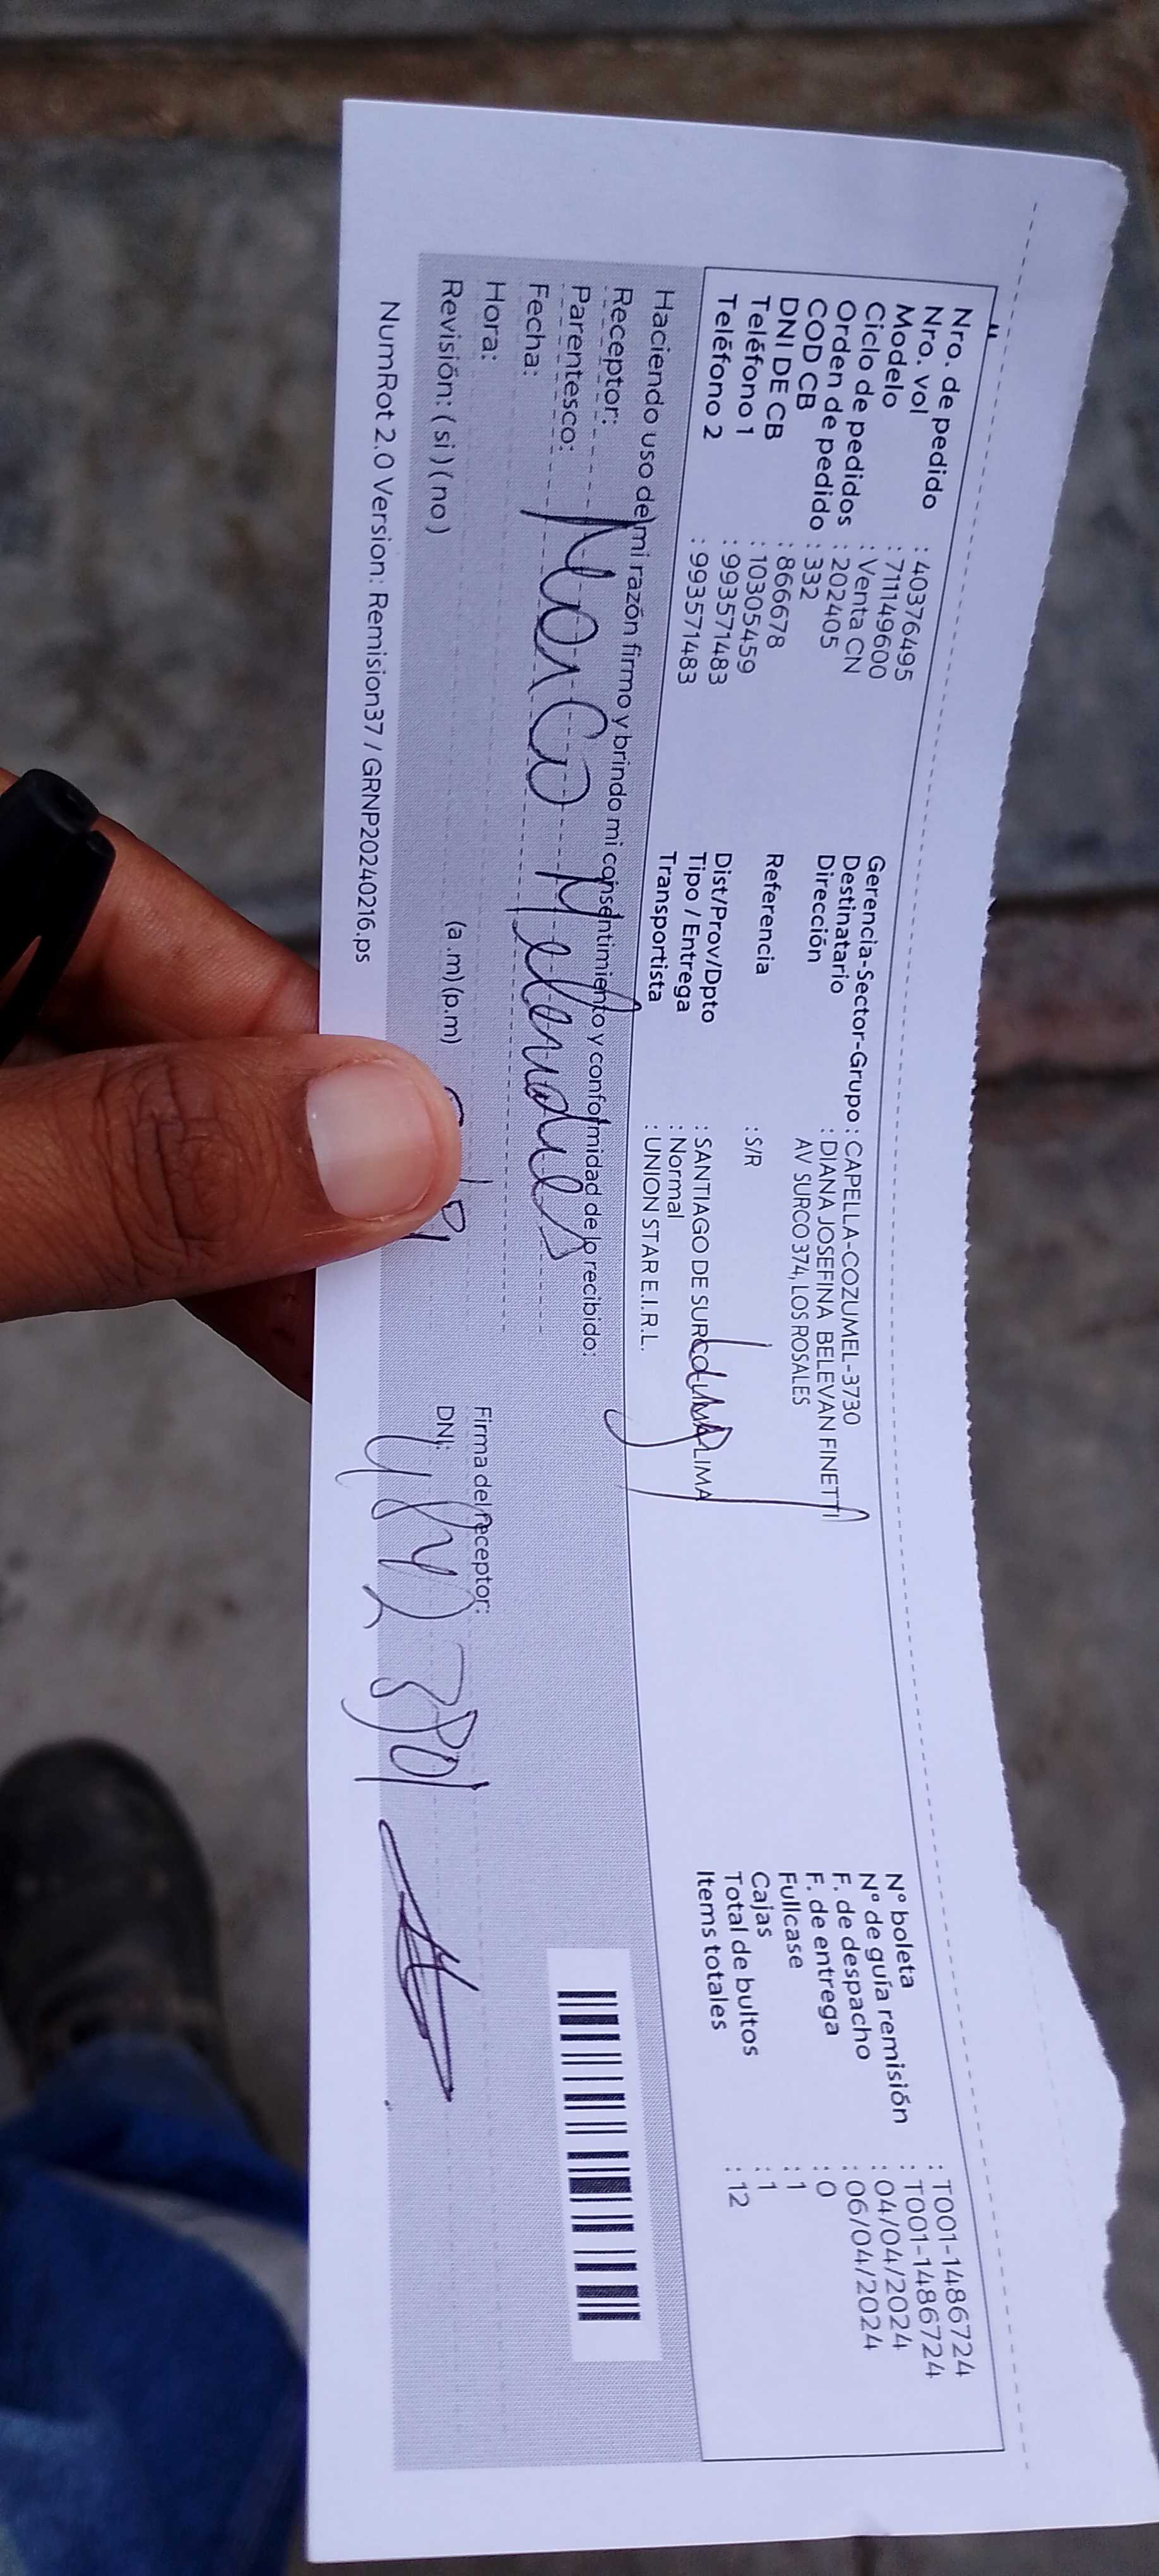 Nro. de pedido : 40376495
Nro. vol : 711149600
Modelo : Venta CN
Ciclo de pedidos : 202405
Orden de pedido : 332
COD CB : 866678
DNI DE CB : 10305459
Teléfono 1 : 993571483
Teléfono 2 : 993571483
Gerencia-Sector-Grupo : CAPELLA-COZUMEL-3730
Destinatario : DIANA JOSEFINA BELEVAN FINETTI
Dirección AV SURCO 374, LOS ROSALES
Referencia : S/R
Dist/Prov/Dpto : SANTIAGO DE SURCO LIMA LIMA
Tipo / Entrega : Normal
Transportista : UNION STAR E.I.R.L.
N° boleta : T001-1486724
N° de guía remisión : T001-1486724
F. de despacho : 04/04/2024
F. de entrega : 06/04/2024
Fullcase : 0
Cajas : 1
Total de bultos : 1
Items totales : 12
Haciendo uso de mi razón firmo y brindo mi consentimiento y conformidad de lo recibido:
Receptor:
Parentesco: Marco Melendes
Fecha:
Hora: (a.m) (p.m)
Revisión: (si) (no)
Firma del receptor:
DNI:
NumRot 2.0 Version: Remision37 / GRNP20240216.ps